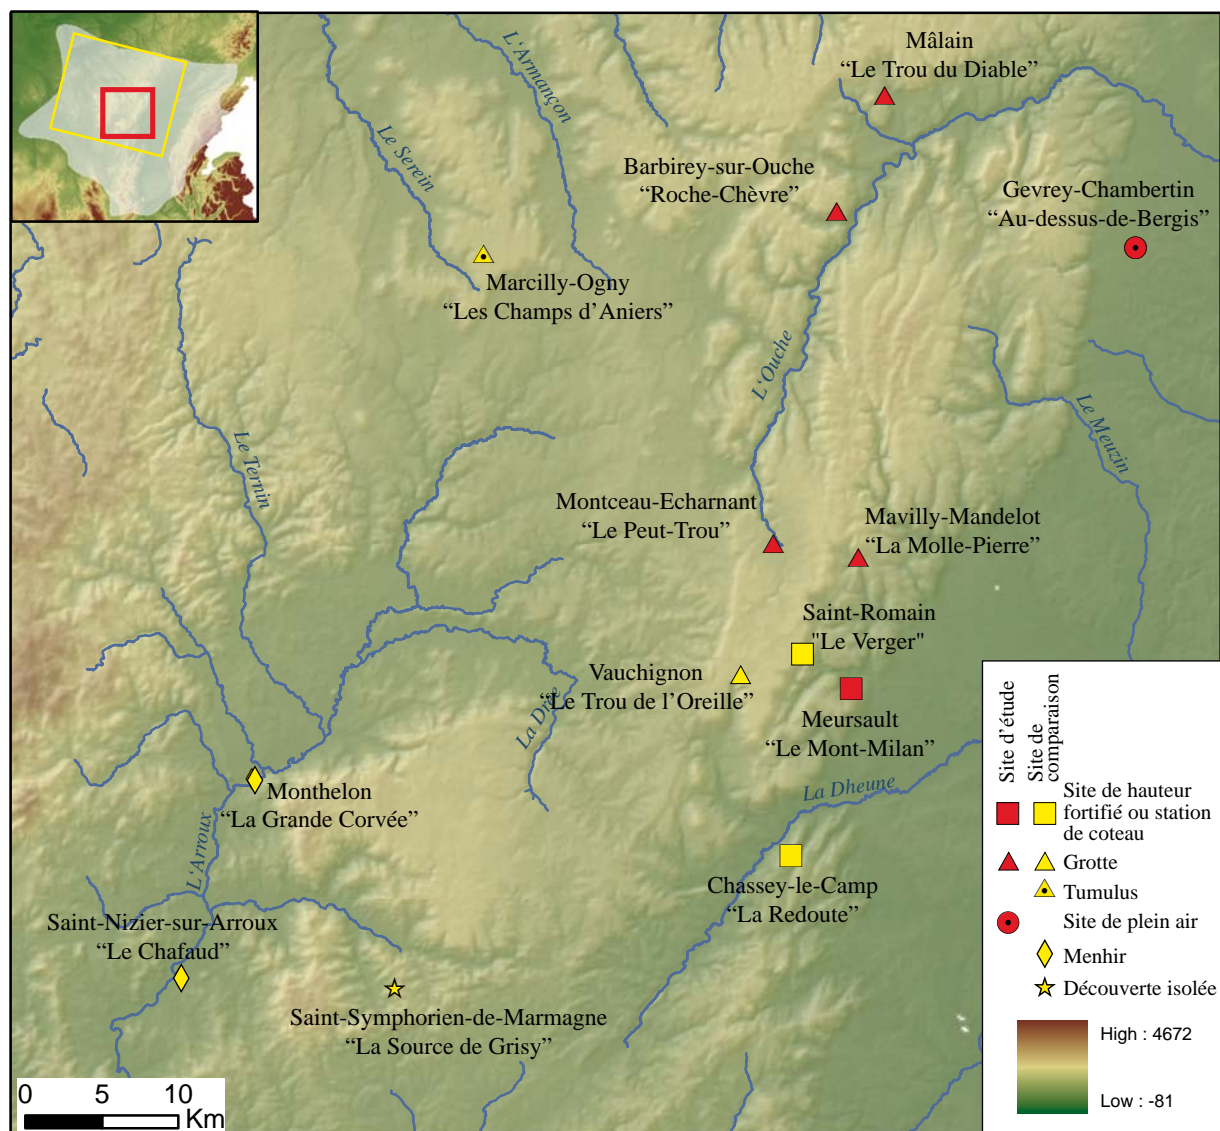 Mâlain
“Le Trou du Diable”
L'Armançon
Le Serein
Barbirey-sur-Ouche
“Roche-Chèvre”
Gevrey-Chambertin
“Au-dessus-de-Bergis”
Marcilly-Ogny
“Les Champs d’Aniers”
L'Ouche
Le Meuzin
Le Ternin
Montceau-Echarnant
“Le Peut-Trou”
Mavilly-Mandelot
“La Molle-Pierre”
Saint-Romain
"Le Verger"
Vauchignon
“Le Trou de l’Oreille”
La Drée
Meursault
“Le Mont-Milan”
La Dheune
Monthelon
“La Grande Corvée”
L'Arroux
Chassey-le-Camp
“La Redoute”
Saint-Nizier-sur-Arroux
“Le Chafaud”
Saint-Symphorien-de-Marmagne
“La Source de Grisy”
Site d’étude
Site de
comparaison
Site de hauteur
fortifié ou station
de coteau
Grotte
Tumulus
Site de plein air
Menhir
Découverte isolée
High : 4672
Low : -81
0 5 10
Km